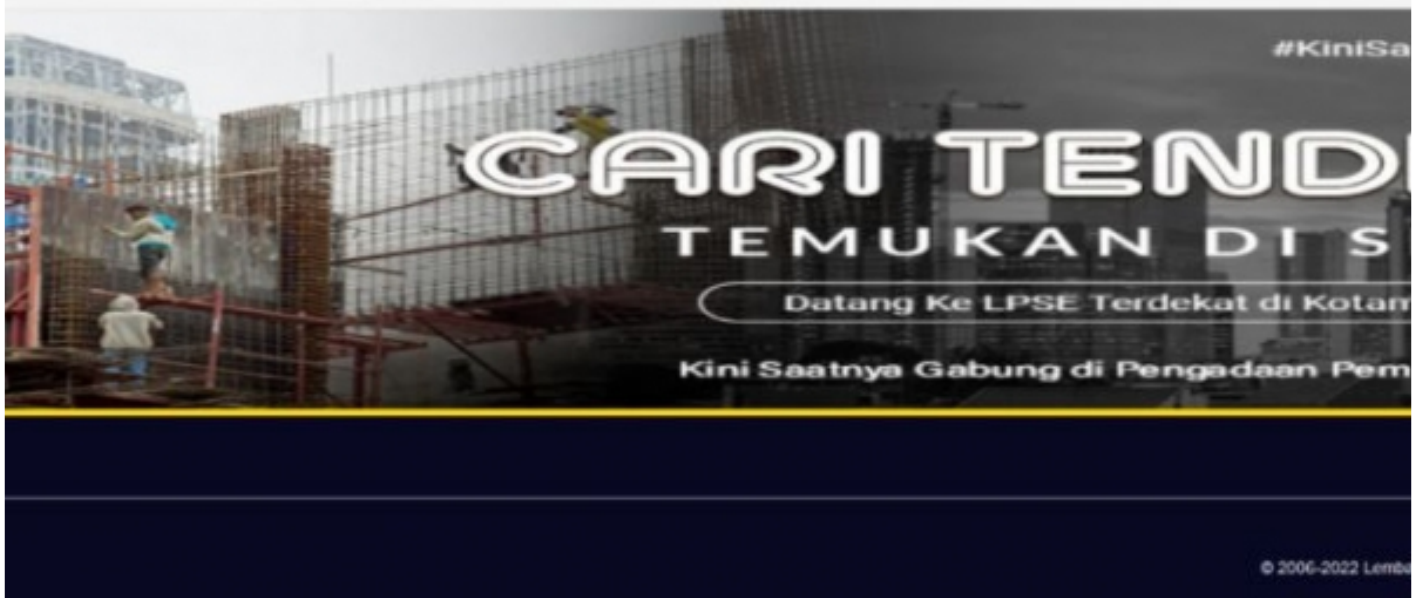 #KiniSa
CARI TEND
TEMUKAN DI S
Datang Ke LPSE Terdekat di Kotam
Kini Saatnya Gabung di Pengadaan Pem
© 2006-2022 Lemba